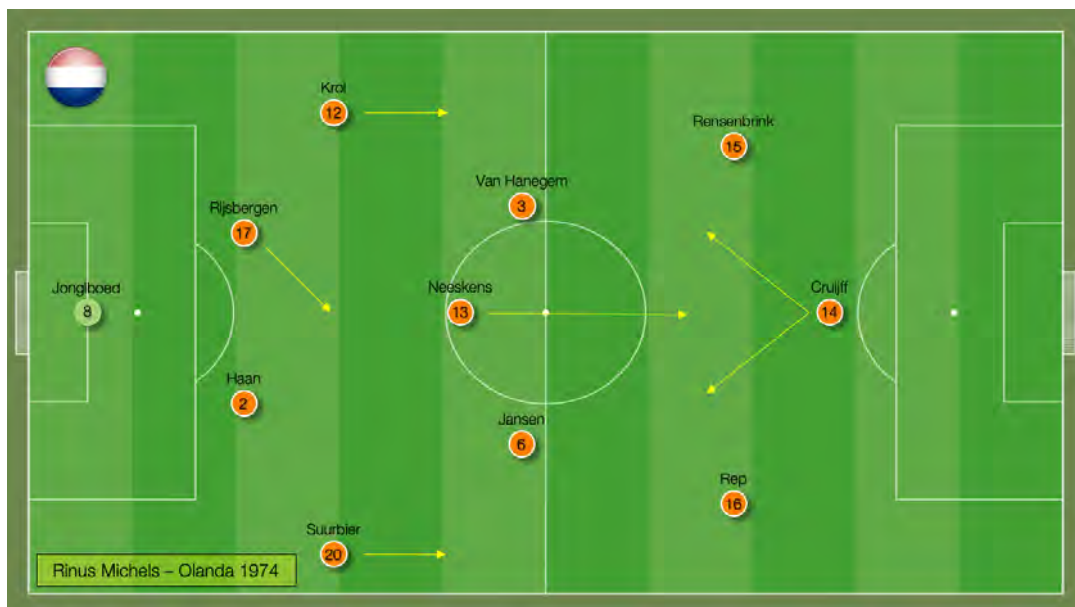 Krol
12
Rensenbrink
15
Van Hanegem
3
Rijsbergen
17
Jonglboed
8
Neeskens
13
Cruijff
14
Haan
2
Jansen
6
Rep
16
Suurbier
20
Rinus Michels – Olanda 1974